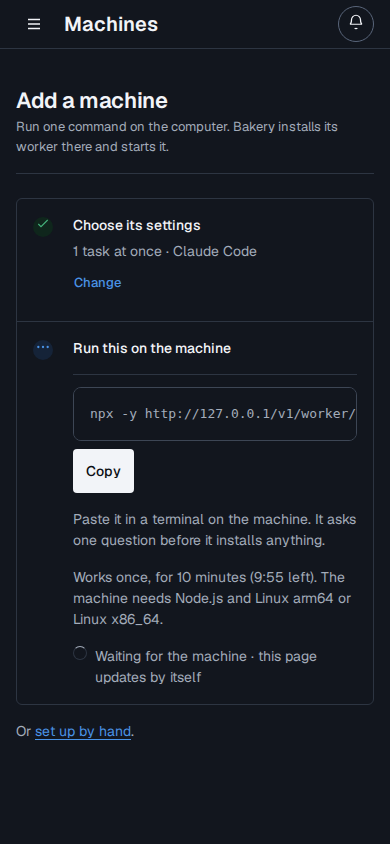 Machines
Add a machine
Run one command on the computer. Bakery installs its
worker there and starts it.
Choose its settings
1 task at once · Claude Code
Change
Run this on the machine
npx -y http://127.0.0.1/v1/worker/
Copy
Paste it in a terminal on the machine. It asks
one question before it installs anything.
Works once, for 10 minutes (9:55 left). The
machine needs Node.js and Linux arm64 or
Linux x86_64.
Waiting for the machine · this page
updates by itself
Or set up by hand.